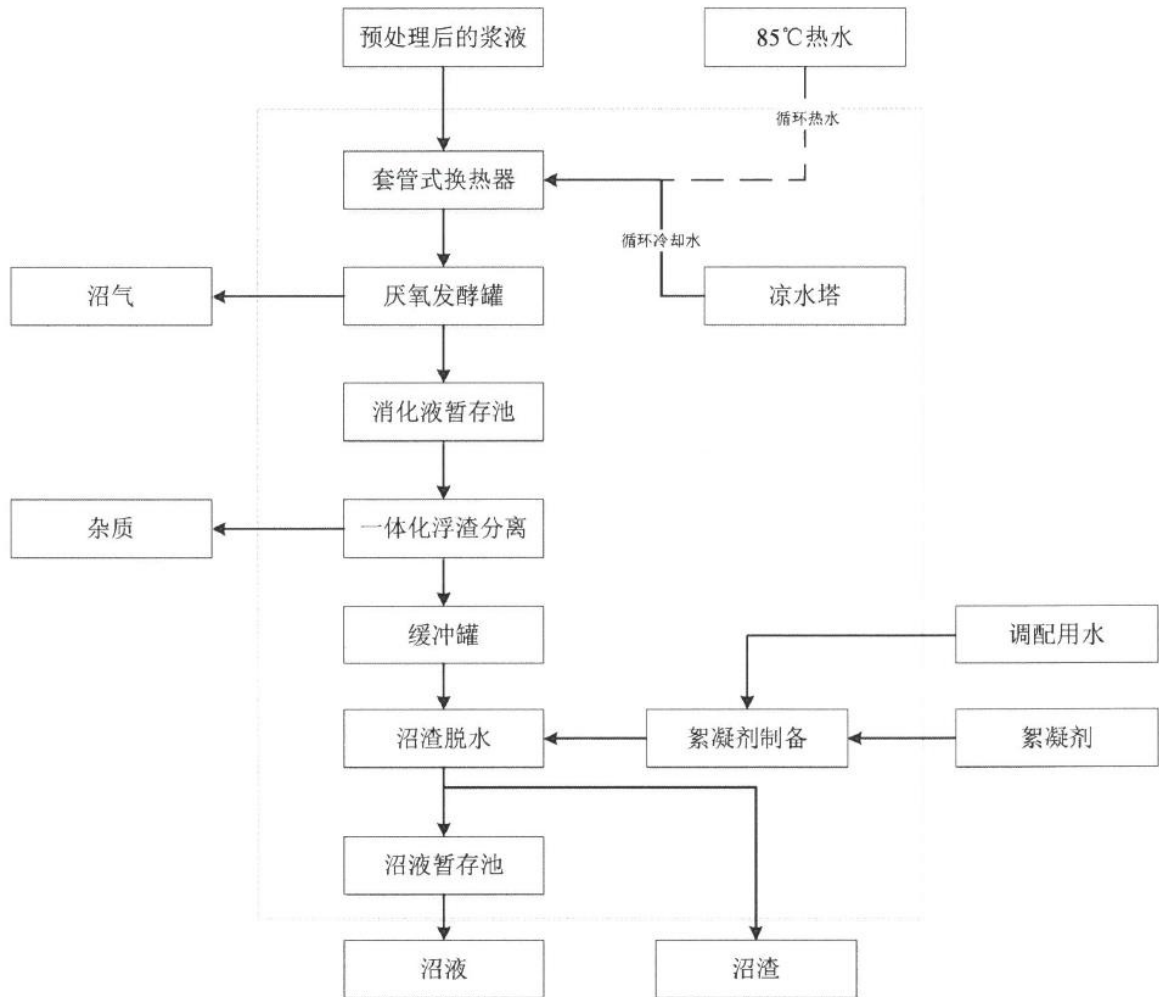 预处理后的浆液
85℃热水
循环热水
套管式换热器
循环冷却水
沼气
厌氧发酵罐
凉水塔
消化液暂存池
杂质
一体化浮渣分离
缓冲罐
调配用水
沼渣脱水
絮凝剂制备
絮凝剂
沼液暂存池
沼液
沼渣